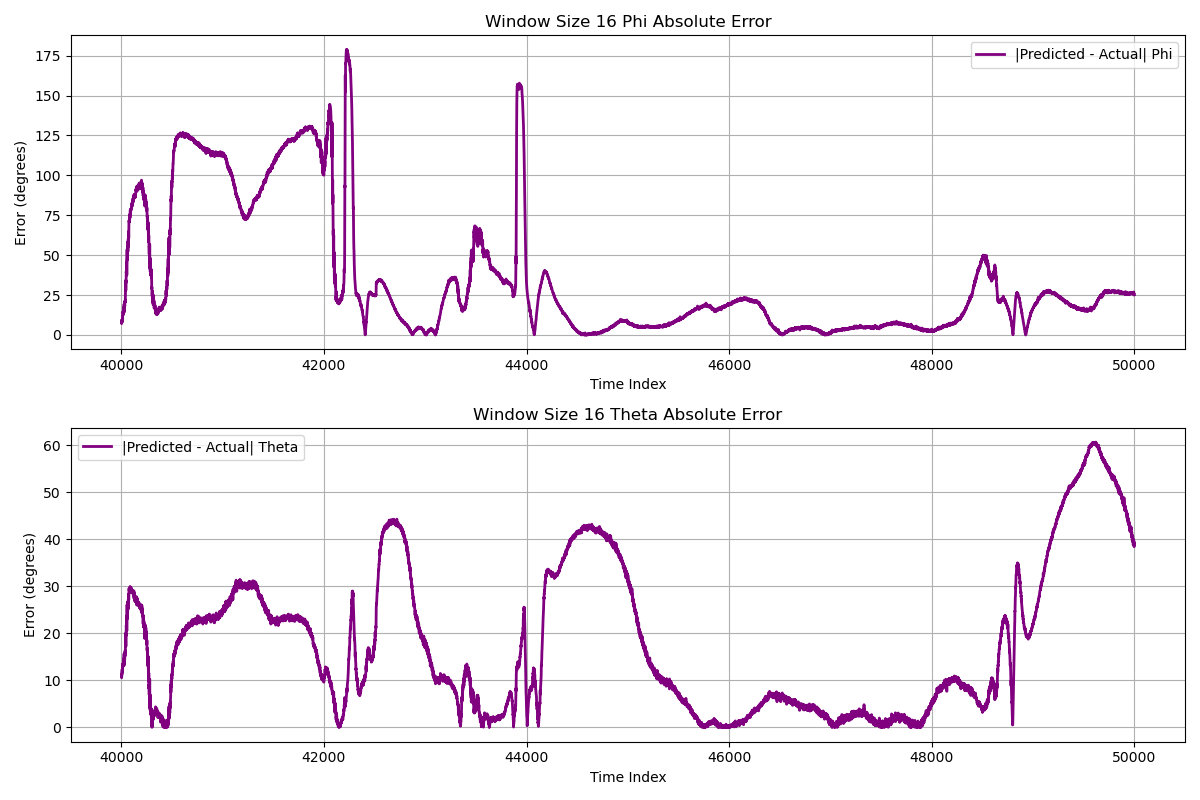 Window Size 16 Phi Absolute Error
175
150
125
100
75
50
25
0
Error (degrees)
|Predicted - Actual| Phi
40000 42000 44000 46000 48000 50000
Time Index
Window Size 16 Theta Absolute Error
60
50
40
30
20
10
0
Error (degrees)
|Predicted - Actual| Theta
40000 42000 44000 46000 48000 50000
Time Index